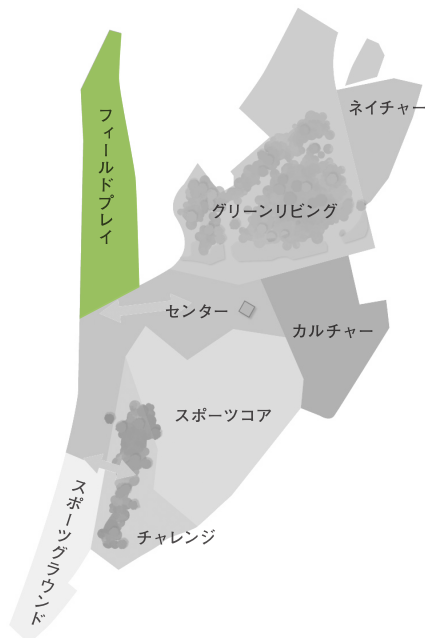 フィールドプレイ
ネイチャー
グリーンリビング
センター
カルチャー
スポーツコア
スポーツグラウンド
チャレンジ